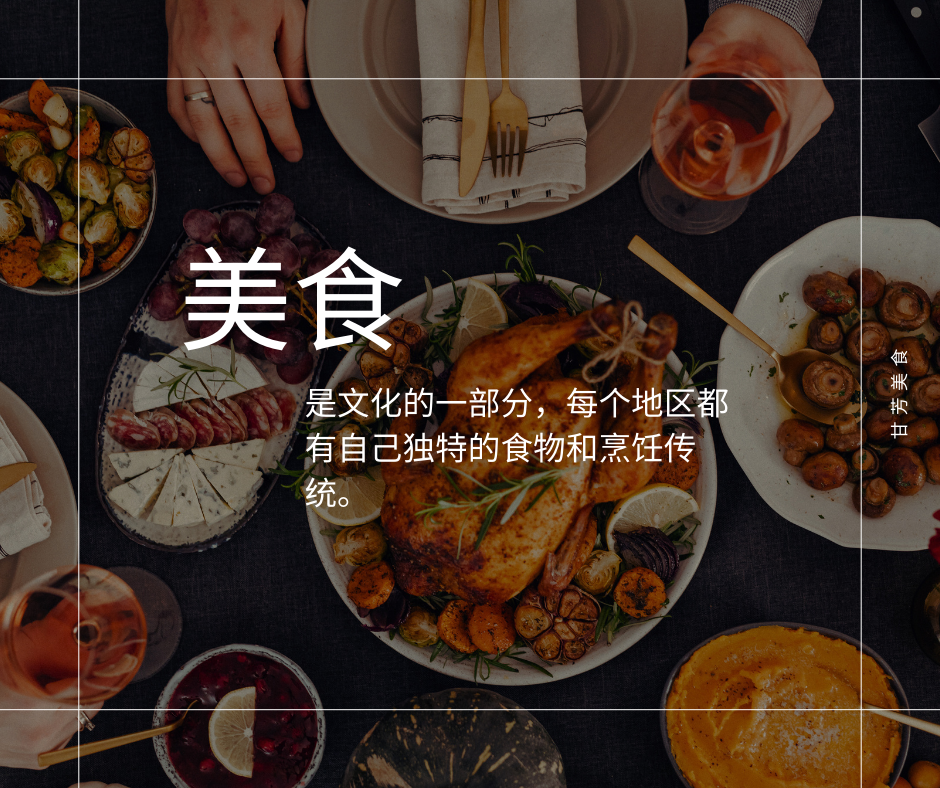 美食
是文化的一部分，每个地区都
有自己独特的食物和烹饪传
统。
甘芳美食